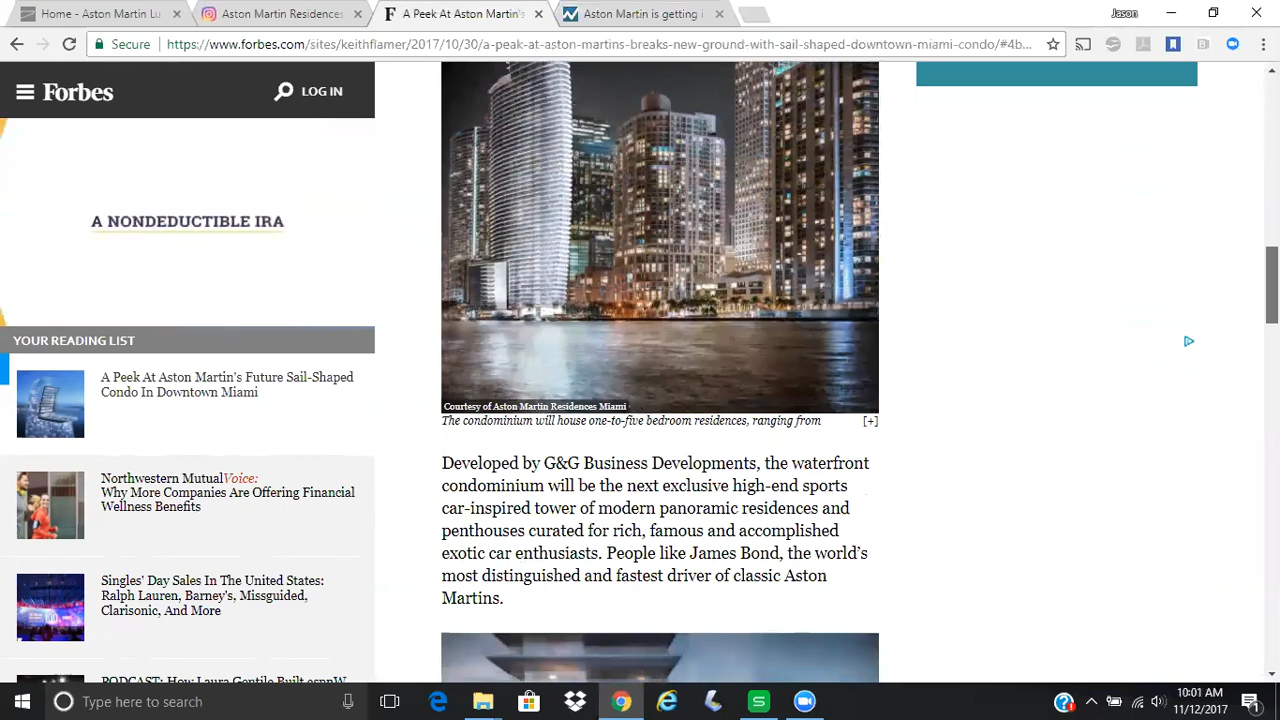 Home - Aston Martin Lu
Aston Martin Residences
A Peek At Aston Martin's
Aston Martin is getting i
Jason
Secure
https://www.forbes.com/sites/keithflamer/2017/10/30/a-peak-at-aston-martins-breaks-new-ground-with-sail-shaped-downtown-miami-condo/#4b...
Forbes
LOG IN
A NONDEDUCTIBLE IRA
YOUR READING LIST
A Peek At Aston Martin's Future Sail-Shaped
Condo In Downtown Miami
Northwestern MutualVoice:
Why More Companies Are Offering Financial
Wellness Benefits
Singles' Day Sales In The United States:
Ralph Lauren, Barney's, Missguided,
Clarisonic, And More
PODCAST: How Laura Gentile Built espnW
Courtesy of Aston Martin Residences Miami
The condominium will house one-to-five bedroom residences, ranging from [+]
Developed by G&G Business Developments, the waterfront
condominium will be the next exclusive high-end sports
car-inspired tower of modern panoramic residences and
penthouses curated for rich, famous and accomplished
exotic car enthusiasts. People like James Bond, the world's
most distinguished and fastest driver of classic Aston
Martins.
Type here to search
10:01 AM
11/12/2017